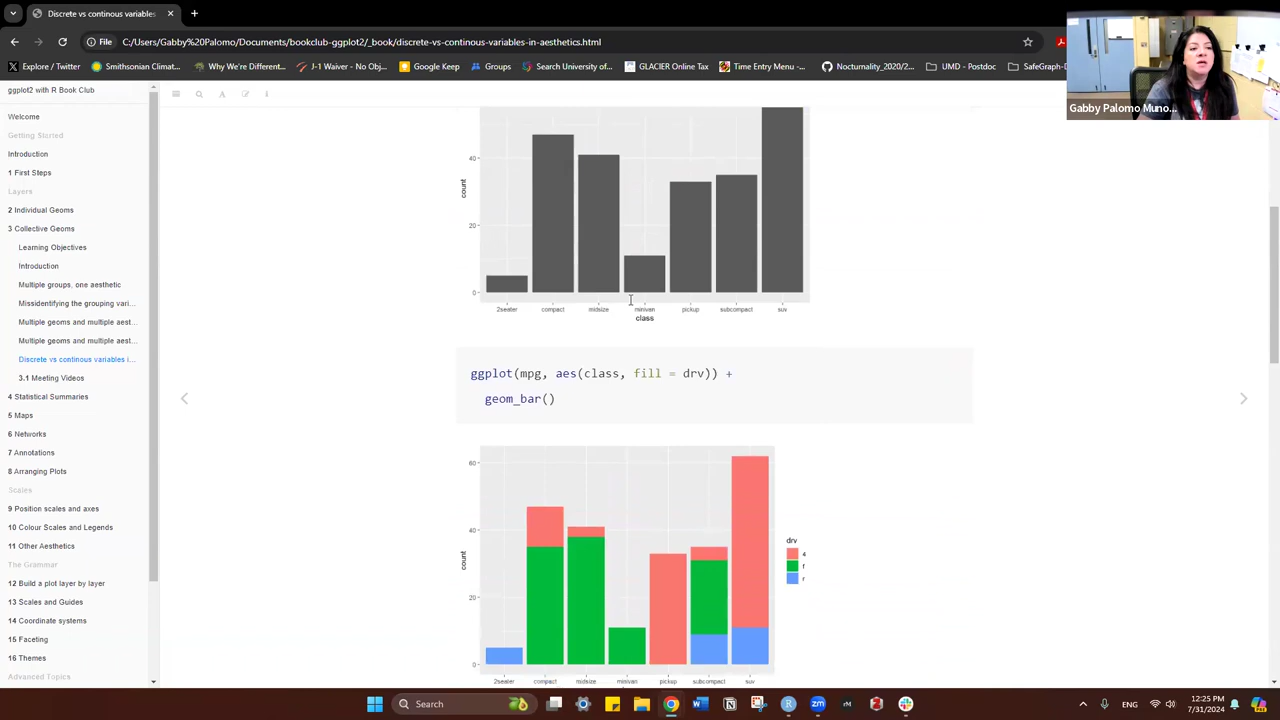 Discrete vs continous variables
File
C:/Users/Gabby%20Palomo/Documents/bookclub-ggplot2/_book/discrete-vs-continous-variables-in-aesthetics.html
Explore / Twitter
Smithsonian Climat...
Why We're Different...
J-1 Waiver - No Obj...
Google Keep
GLACIER Online Tax
Time Entry Menu -...
Nocturnality_2020/...
UMD - Postdoc
SafeGraph - Da
Gabby Palomo Muno...
ggplot2 with R Book Club
Welcome
Getting Started
Introduction
1 First Steps
Layers
2 Individual Geoms
3 Collective Geoms
Learning Objectives
Introduction
Multiple groups, one aesthetic
Missidentifying the grouping vari...
Multiple geoms and multiple aest...
Multiple geoms and multiple aest...
Discrete vs continous variables i...
3.1 Meeting Videos
4 Statistical Summaries
5 Maps
6 Networks
7 Annotations
8 Arranging Plots
Scales
9 Position scales and axes
10 Colour Scales and Legends
11 Other Aesthetics
The Grammar
12 Build a plot layer by layer
13 Scales and Guides
14 Coordinate systems
15 Faceting
16 Themes
Advanced Topics
count
40
20
0
2seater compact midsize minivan pickup subcompact suv
class
ggplot(mpg, aes(class, fill = drv)) +
geom_bar()
count
60
40
20
0
2seater compact midsize minivan pickup subcompact suv
drv
4
f
r
Search
ENG
12:25 PM
7/31/2024